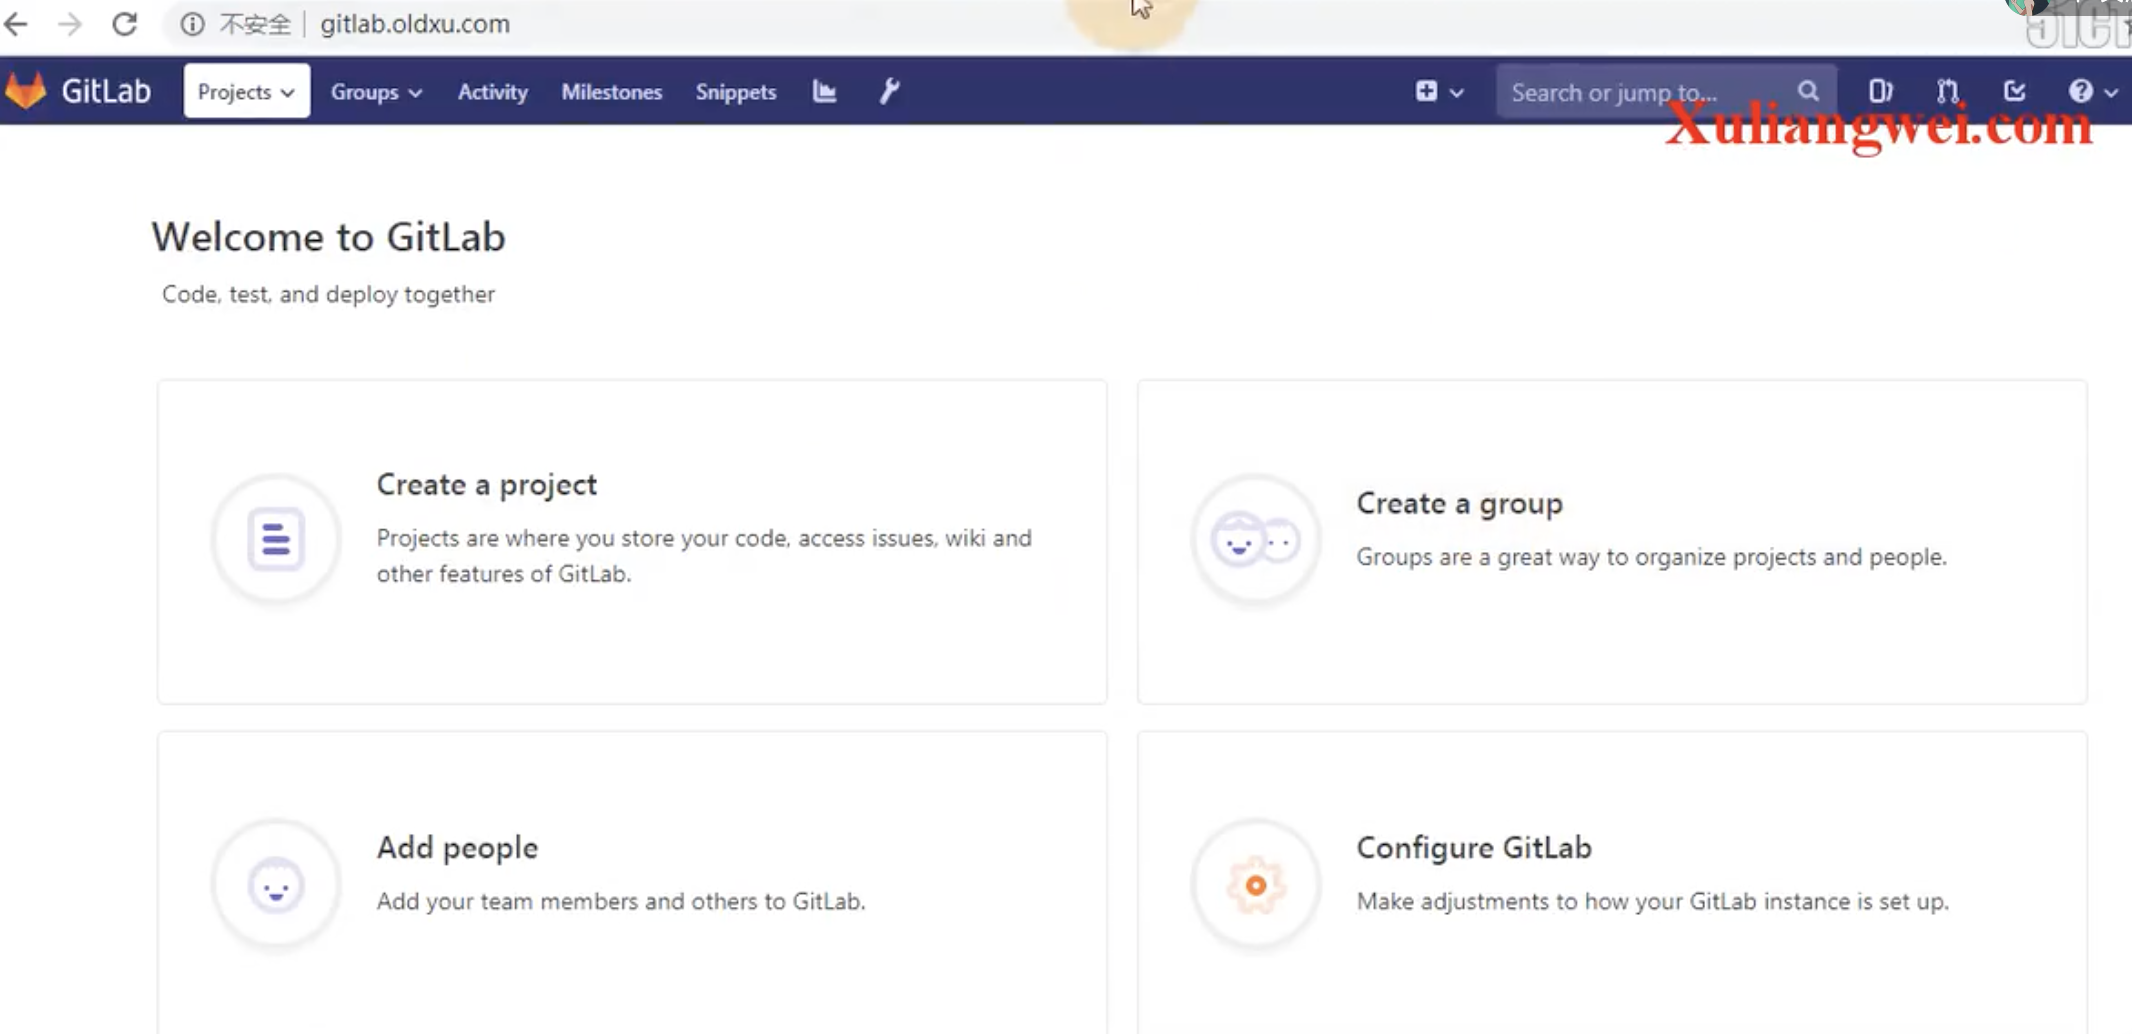 不安全 gitlab.oldxu.com
GitLab Projects Groups Activity Milestones Snippets Search or jump to...
Xuliangwei.com
Welcome to GitLab
Code, test, and deploy together
Create a project
Projects are where you store your code, access issues, wiki and
other features of GitLab.
Create a group
Groups are a great way to organize projects and people.
Add people
Add your team members and others to GitLab.
Configure GitLab
Make adjustments to how your GitLab instance is set up.